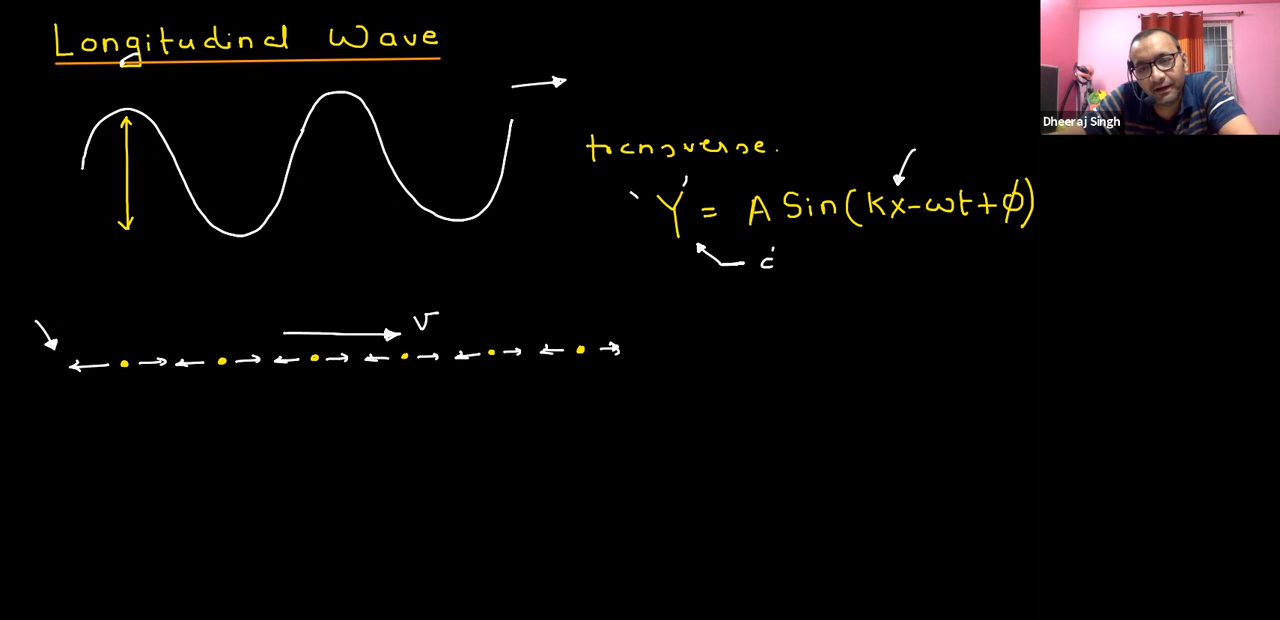 Longitudinal Wave
Dheeraj Singh
transverse.
Y = A Sin(kx-ωt+ϕ)
v